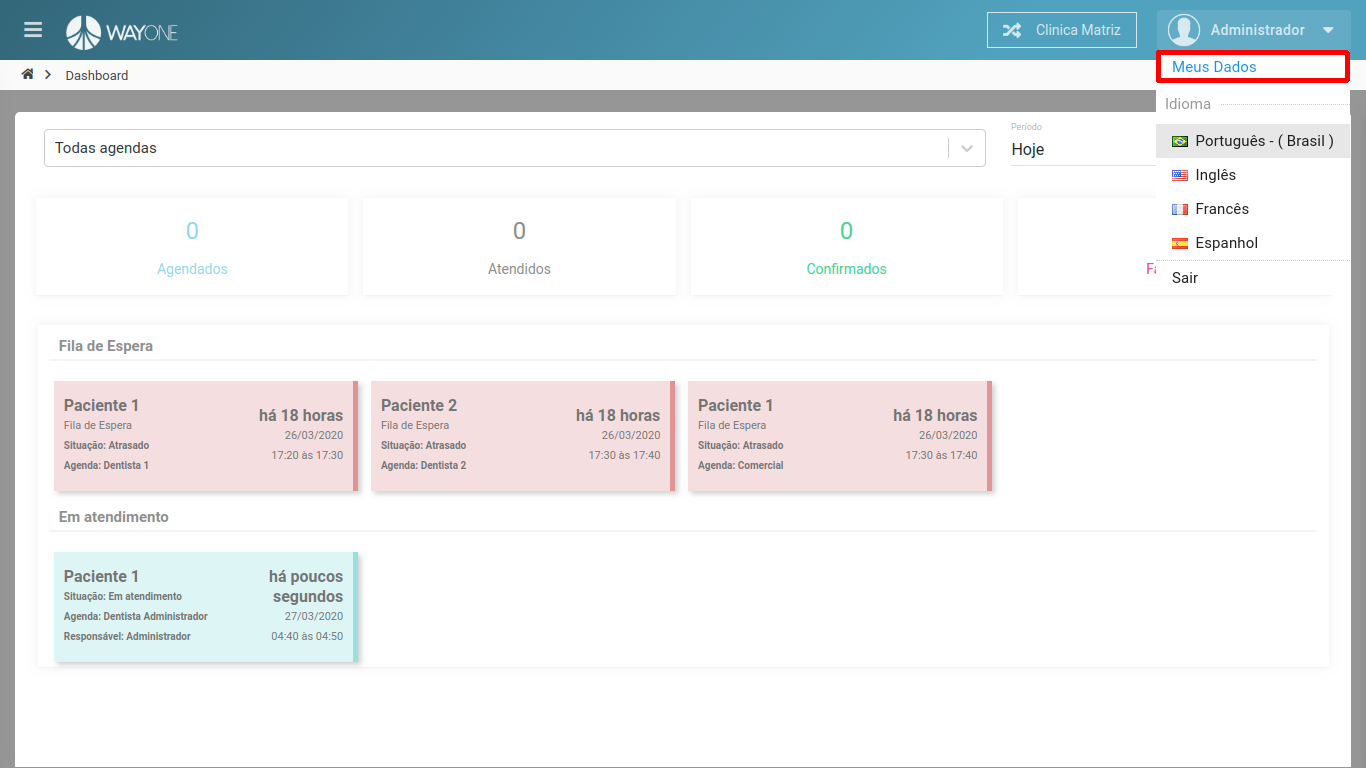 WAYONE
Clinica Matriz
Administrador
Dashboard
Meus Dados
Idioma
Português - ( Brasil )
Inglês
Francês
Espanhol
Sair
Todas agendas
Período
Hoje
0
Agendados
0
Atendidos
0
Confirmados
Fila de Espera
Paciente 1
há 18 horas
Fila de Espera
26/03/2020
Situação: Atrasado
17:20 às 17:30
Agenda: Dentista 1
Paciente 2
há 18 horas
Fila de Espera
26/03/2020
Situação: Atrasado
17:30 às 17:40
Agenda: Dentista 2
Paciente 1
há 18 horas
Fila de Espera
26/03/2020
Situação: Atrasado
17:30 às 17:40
Agenda: Comercial
Em atendimento
Paciente 1
há poucos
segundos
Situação: Em atendimento
27/03/2020
Agenda: Dentista Administrador
04:40 às 04:50
Responsável: Administrador